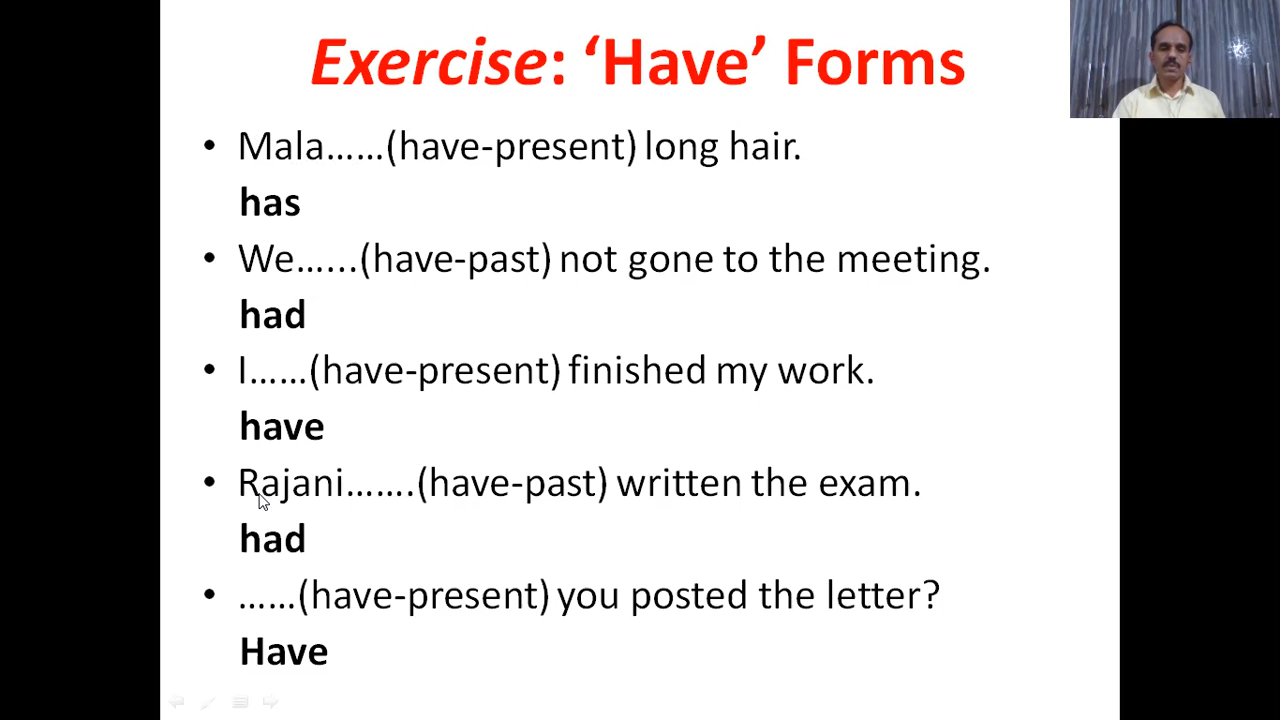 Exercise: ‘Have’ Forms
• Mala……(have-present) long hair.
has
• We…...(have-past) not gone to the meeting.
had
• I……(have-present) finished my work.
have
• Rajani…….(have-past) written the exam.
had
• ……(have-present) you posted the letter?
Have